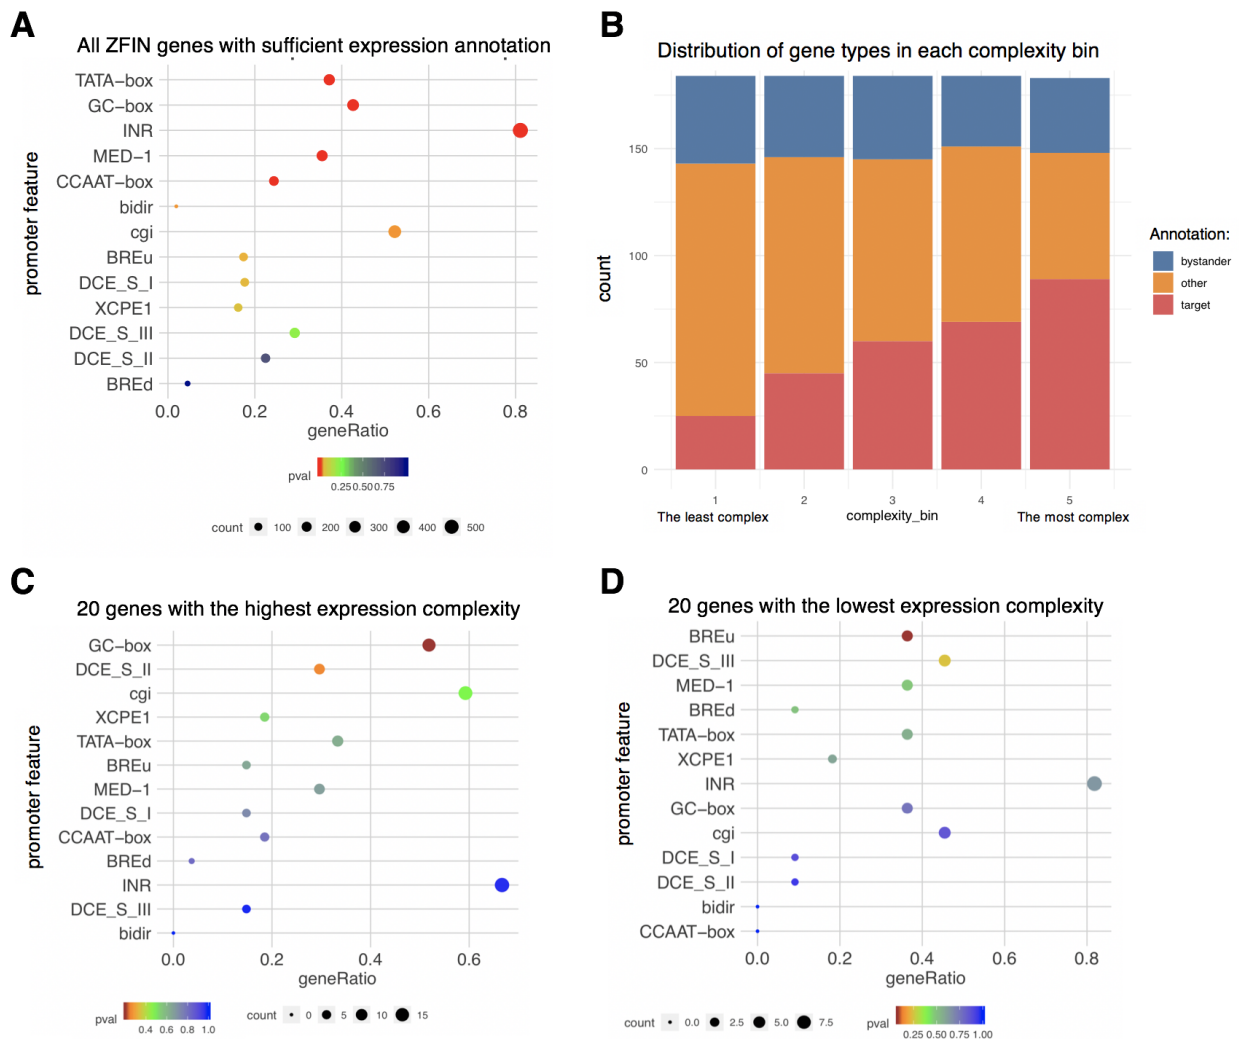 A
All ZFIN genes with sufficient expression annotation
promoter feature
TATA−box
GC−box
INR
MED−1
CCAAT−box
bidir
cgi
BREu
DCE_S_I
XCPE1
DCE_S_III
DCE_S_II
BREd
0.0 0.2 0.4 0.6 0.8
geneRatio
pval
0.25 0.50 0.75
count 100 200 300 400 500
B
Distribution of gene types in each complexity bin
count
150
100
50
0
1 2 3 4 5
The least complex complexity_bin The most complex
Annotation:
bystander
other
target
C
20 genes with the highest expression complexity
promoter feature
GC−box
DCE_S_II
cgi
XCPE1
TATA−box
BREu
MED−1
DCE_S_I
CCAAT−box
BREd
INR
DCE_S_III
bidir
0.0 0.2 0.4 0.6
geneRatio
pval
0.4 0.6 0.8 1.0
count 0 5 10 15
D
20 genes with the lowest expression complexity
promoter feature
BREu
DCE_S_III
MED−1
BREd
TATA−box
XCPE1
INR
GC−box
cgi
DCE_S_I
DCE_S_II
bidir
CCAAT−box
0.0 0.2 0.4 0.6 0.8
geneRatio
count 0.0 2.5 5.0 7.5
pval
0.25 0.50 0.75 1.00